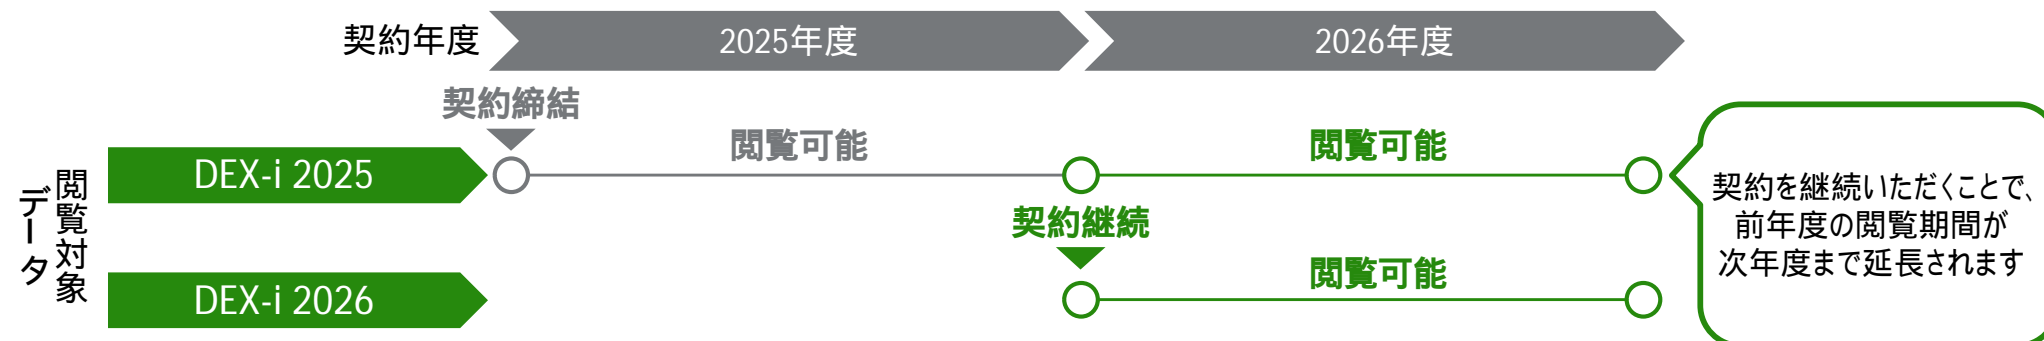 契約年度
2025年度
2026年度
契約締結
閲覧対象
データ
DEX-i 2025
閲覧可能
閲覧可能
契約継続
DEX-i 2026
閲覧可能
契約を継続いただくことで、
前年度の閲覧期間が
次年度まで延長されます